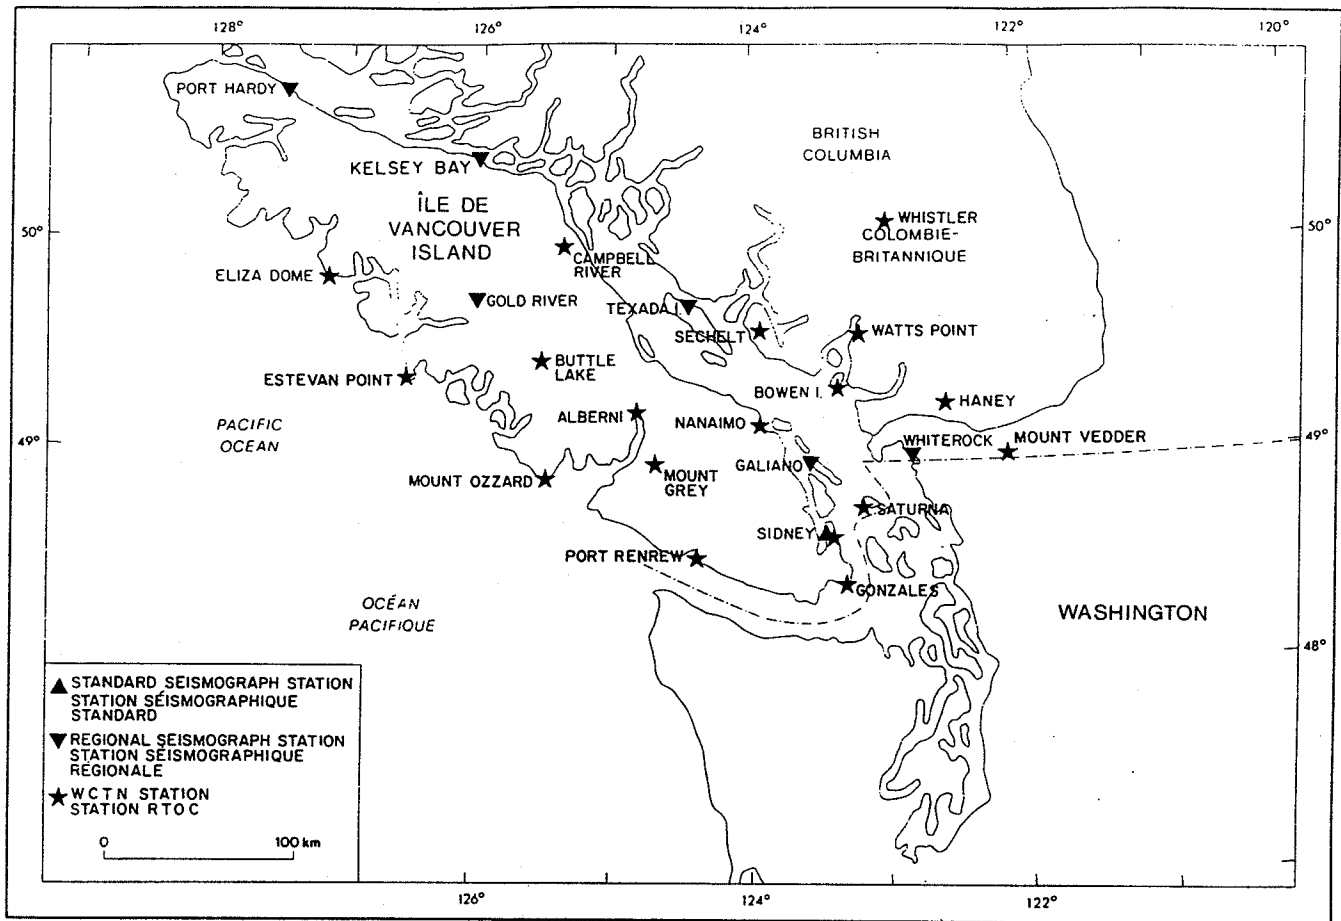 128°
126°
124°
122°
120°
PORT HARDY
KELSEY BAY
BRITISH
COLUMBIA
ÎLE DE
VANCOUVER
ISLAND
WHISTLER
COLOMBIE-
BRITANNIQUE
50°
50°
CAMPBELL
RIVER
ELIZA DOME
GOLD RIVER
TEXADA I.
SECHELT
WATTS POINT
BUTTLE
LAKE
ESTEVAN POINT
BOWEN I.
HANEY
ALBERNI
NANAIMO
PACIFIC
OCEAN
49°
49°
WHITEROCK
MOUNT VEDDER
GALIANO
MOUNT OZZARD
MOUNT
GREY
SATURNA
SIDNEY
PORT RENREW
GONZALES
OCÉAN
PACIFIQUE
WASHINGTON
48°
STANDARD SEISMOGRAPH STATION
STATION SÉISMOGRAPHIQUE
STANDARD
REGIONAL SEISMOGRAPH STATION
STATION SÉISMOGRAPHIQUE
RÉGIONALE
WCTN STATION
STATION RTOC
0 100 km
126°
124°
122°